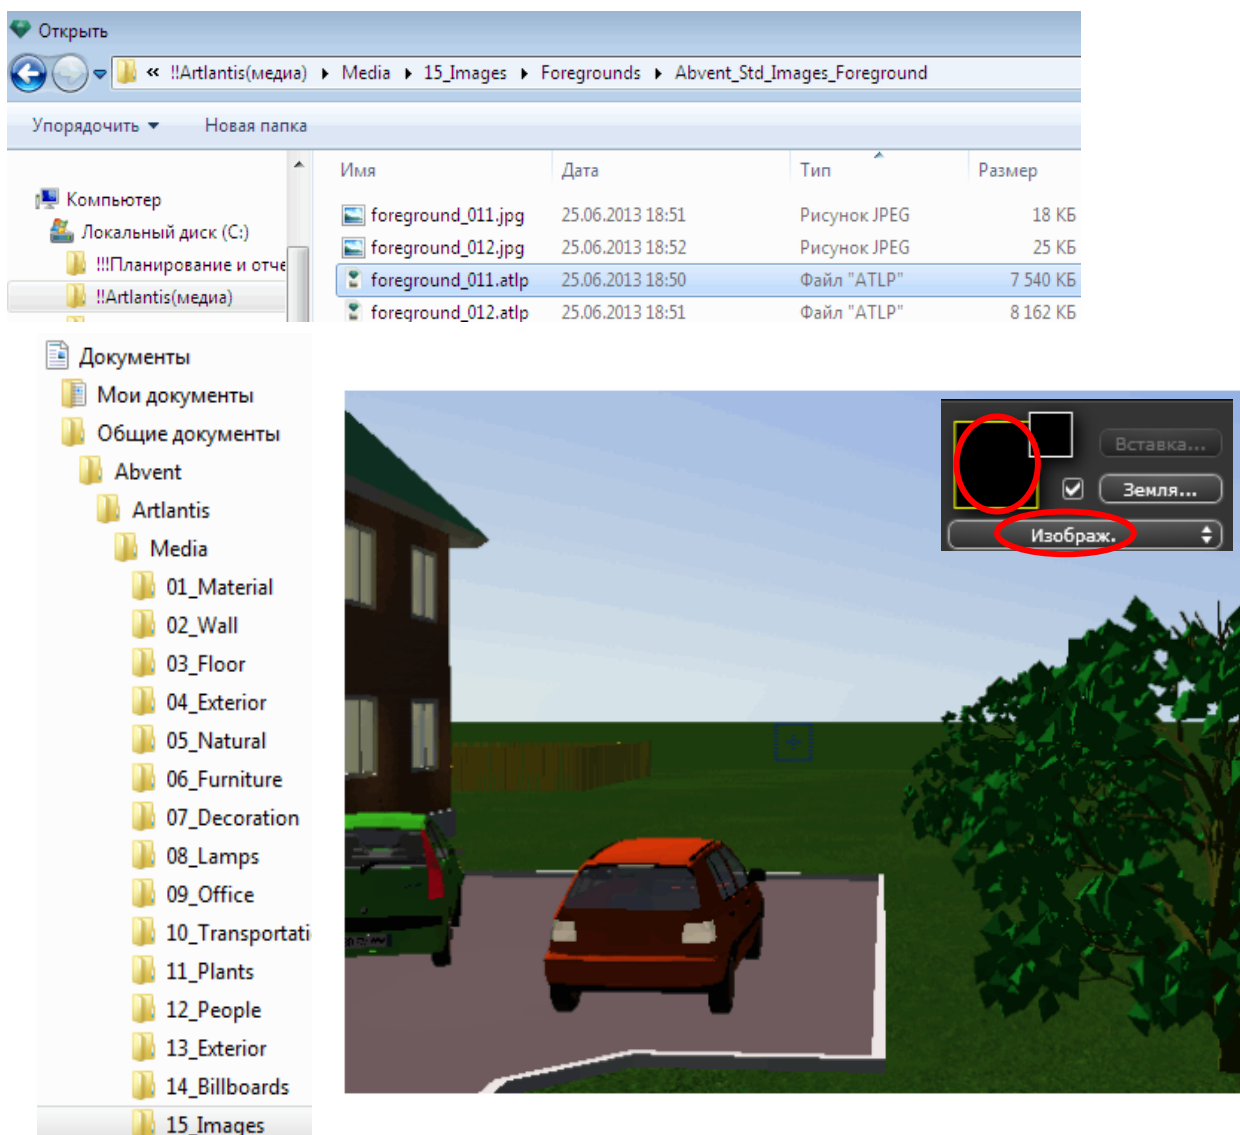 Открыть
« !!Artlantis(медиа) ▸ Media ▸ 15_Images ▸ Foregrounds ▸ Abvent_Std_Images_Foreground
Упорядочить ▼ Новая папка
Имя Дата Тип Размер
Компьютер
Локальный диск (C:)
!!!Планирование и отче
!!Artlantis(медиа)
foreground_011.jpg 25.06.2013 18:51 Рисунок JPEG 18 КБ
foreground_012.jpg 25.06.2013 18:52 Рисунок JPEG 25 КБ
foreground_011.atlp 25.06.2013 18:50 Файл "ATLP" 7 540 КБ
foreground_012.atlp 25.06.2013 18:51 Файл "ATLP" 8 162 КБ
Документы
Мои документы
Общие документы
Abvent
Artlantis
Media
01_Material
02_Wall
03_Floor
04_Exterior
05_Natural
06_Furniture
07_Decoration
08_Lamps
09_Office
10_Transportati
11_Plants
12_People
13_Exterior
14_Billboards
15_Images
Вставка...
Земля...
Изображ.